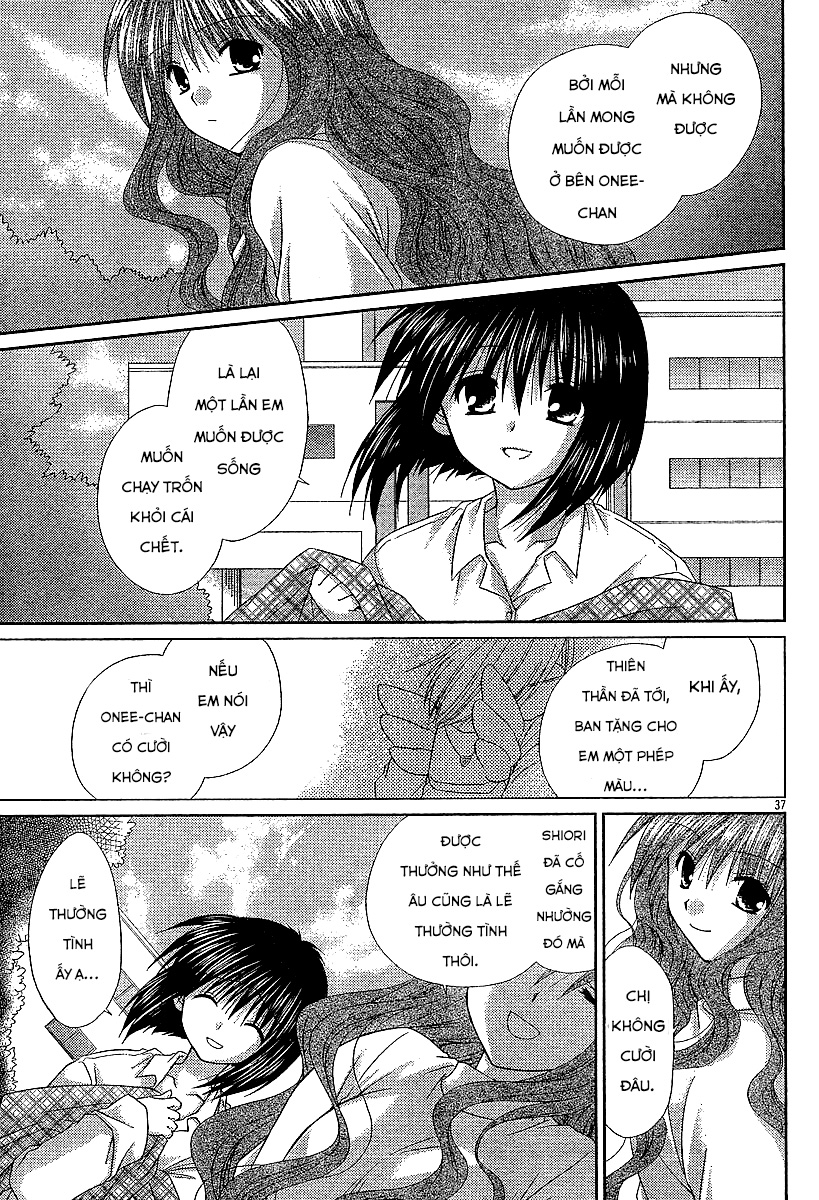 NHƯNG
MÀ KHÔNG
ĐƯỢC
BỞI MỖI
LẦN MONG
MUỐN ĐƯỢC
Ở BÊN ONEE-
CHAN
LÀ LẠI
MỘT LẦN EM
MUỐN ĐƯỢC
SỐNG
MUỐN
CHẠY TRỐN
KHỎI CÁI
CHẾT.
KHI ẤY,
THIÊN
THẦN ĐÃ TỚI,
BAN TẶNG CHO
EM MỘT PHÉP
MÀU...
NẾU
EM NÓI
VẬY
THÌ
ONEE-CHAN
CÓ CƯỜI
KHÔNG?
37
CHỊ
KHÔNG
CƯỜI
ĐÂU.
SHIORI
ĐÃ CỐ
GẮNG
NHƯỜNG
ĐÓ MÀ
ĐƯỢC
THƯỞNG NHƯ THẾ
ÂU CŨNG LÀ LẼ
THƯỜNG TÌNH
THÔI.
LẼ
THƯỜNG
TÌNH
ẤY Ạ...